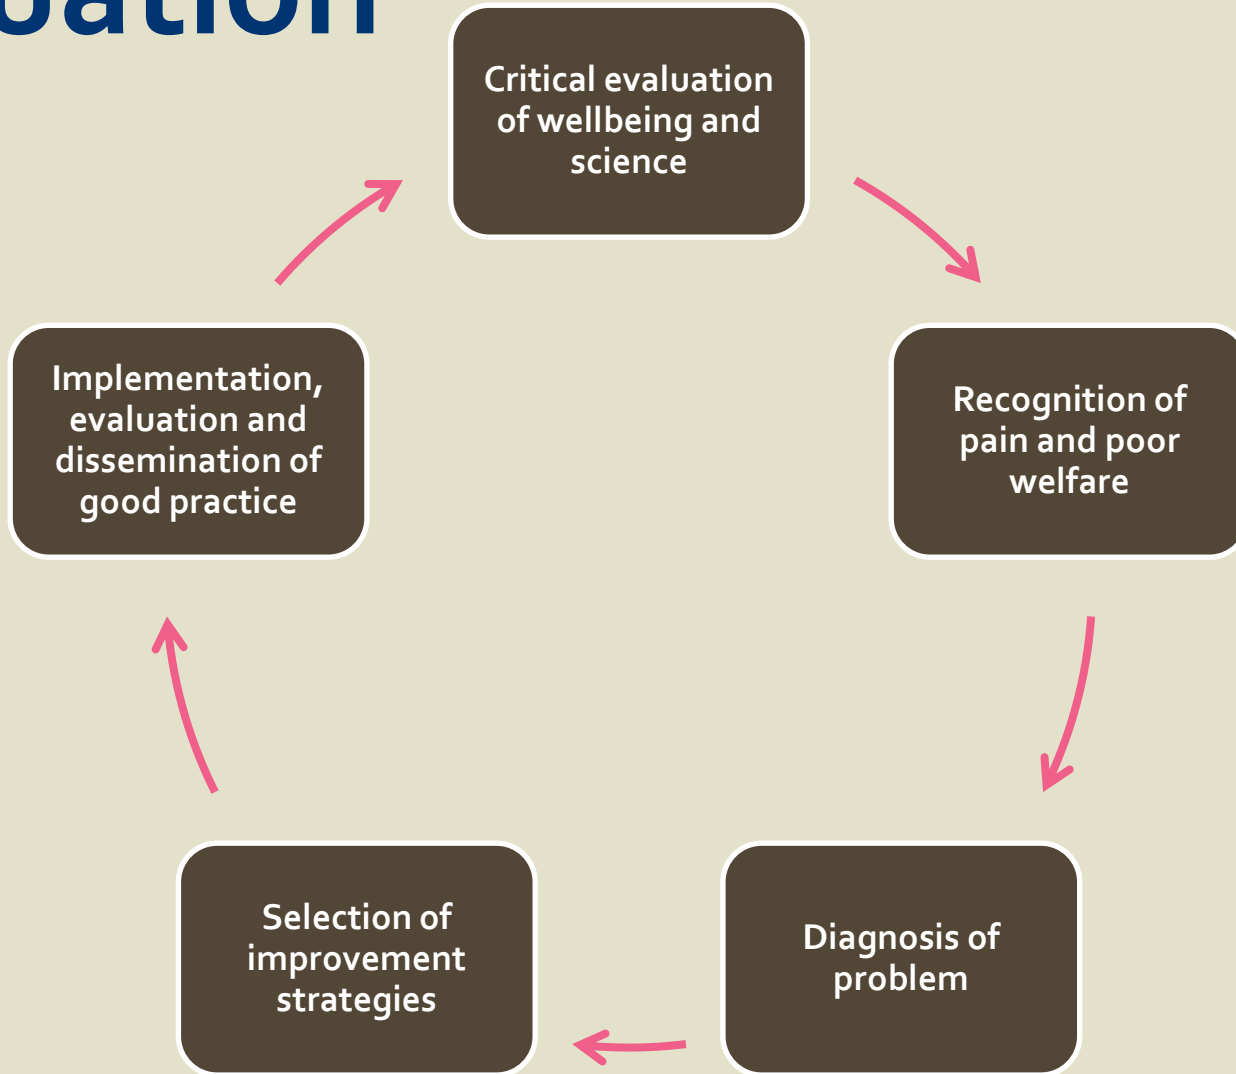 uation
Critical evaluation
of wellbeing and
science
Recognition of
pain and poor
welfare
Diagnosis of
problem
Selection of
improvement
strategies
Implementation,
evaluation and
dissemination of
good practice